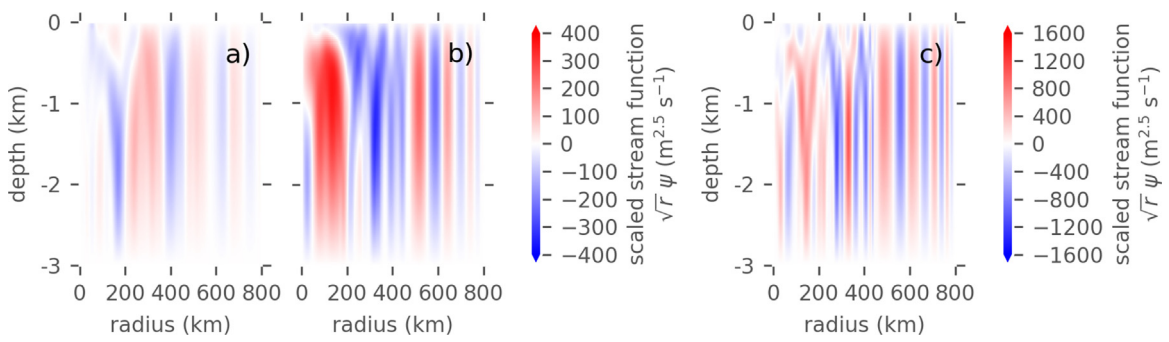 a)
b)
c)
0
-1
-2
-3
depth (km)
0 200 400 600 800
radius (km)
0 200 400 600 800
radius (km)
400
300
200
100
0
−100
−200
−300
−400
scaled stream function
√r ψ (m^2.5 s^−1)
0
-1
-2
-3
depth (km)
0 200 400 600 800
radius (km)
1600
1200
800
400
0
−400
−800
−1200
−1600
scaled stream function
√r ψ (m^2.5 s^−1)